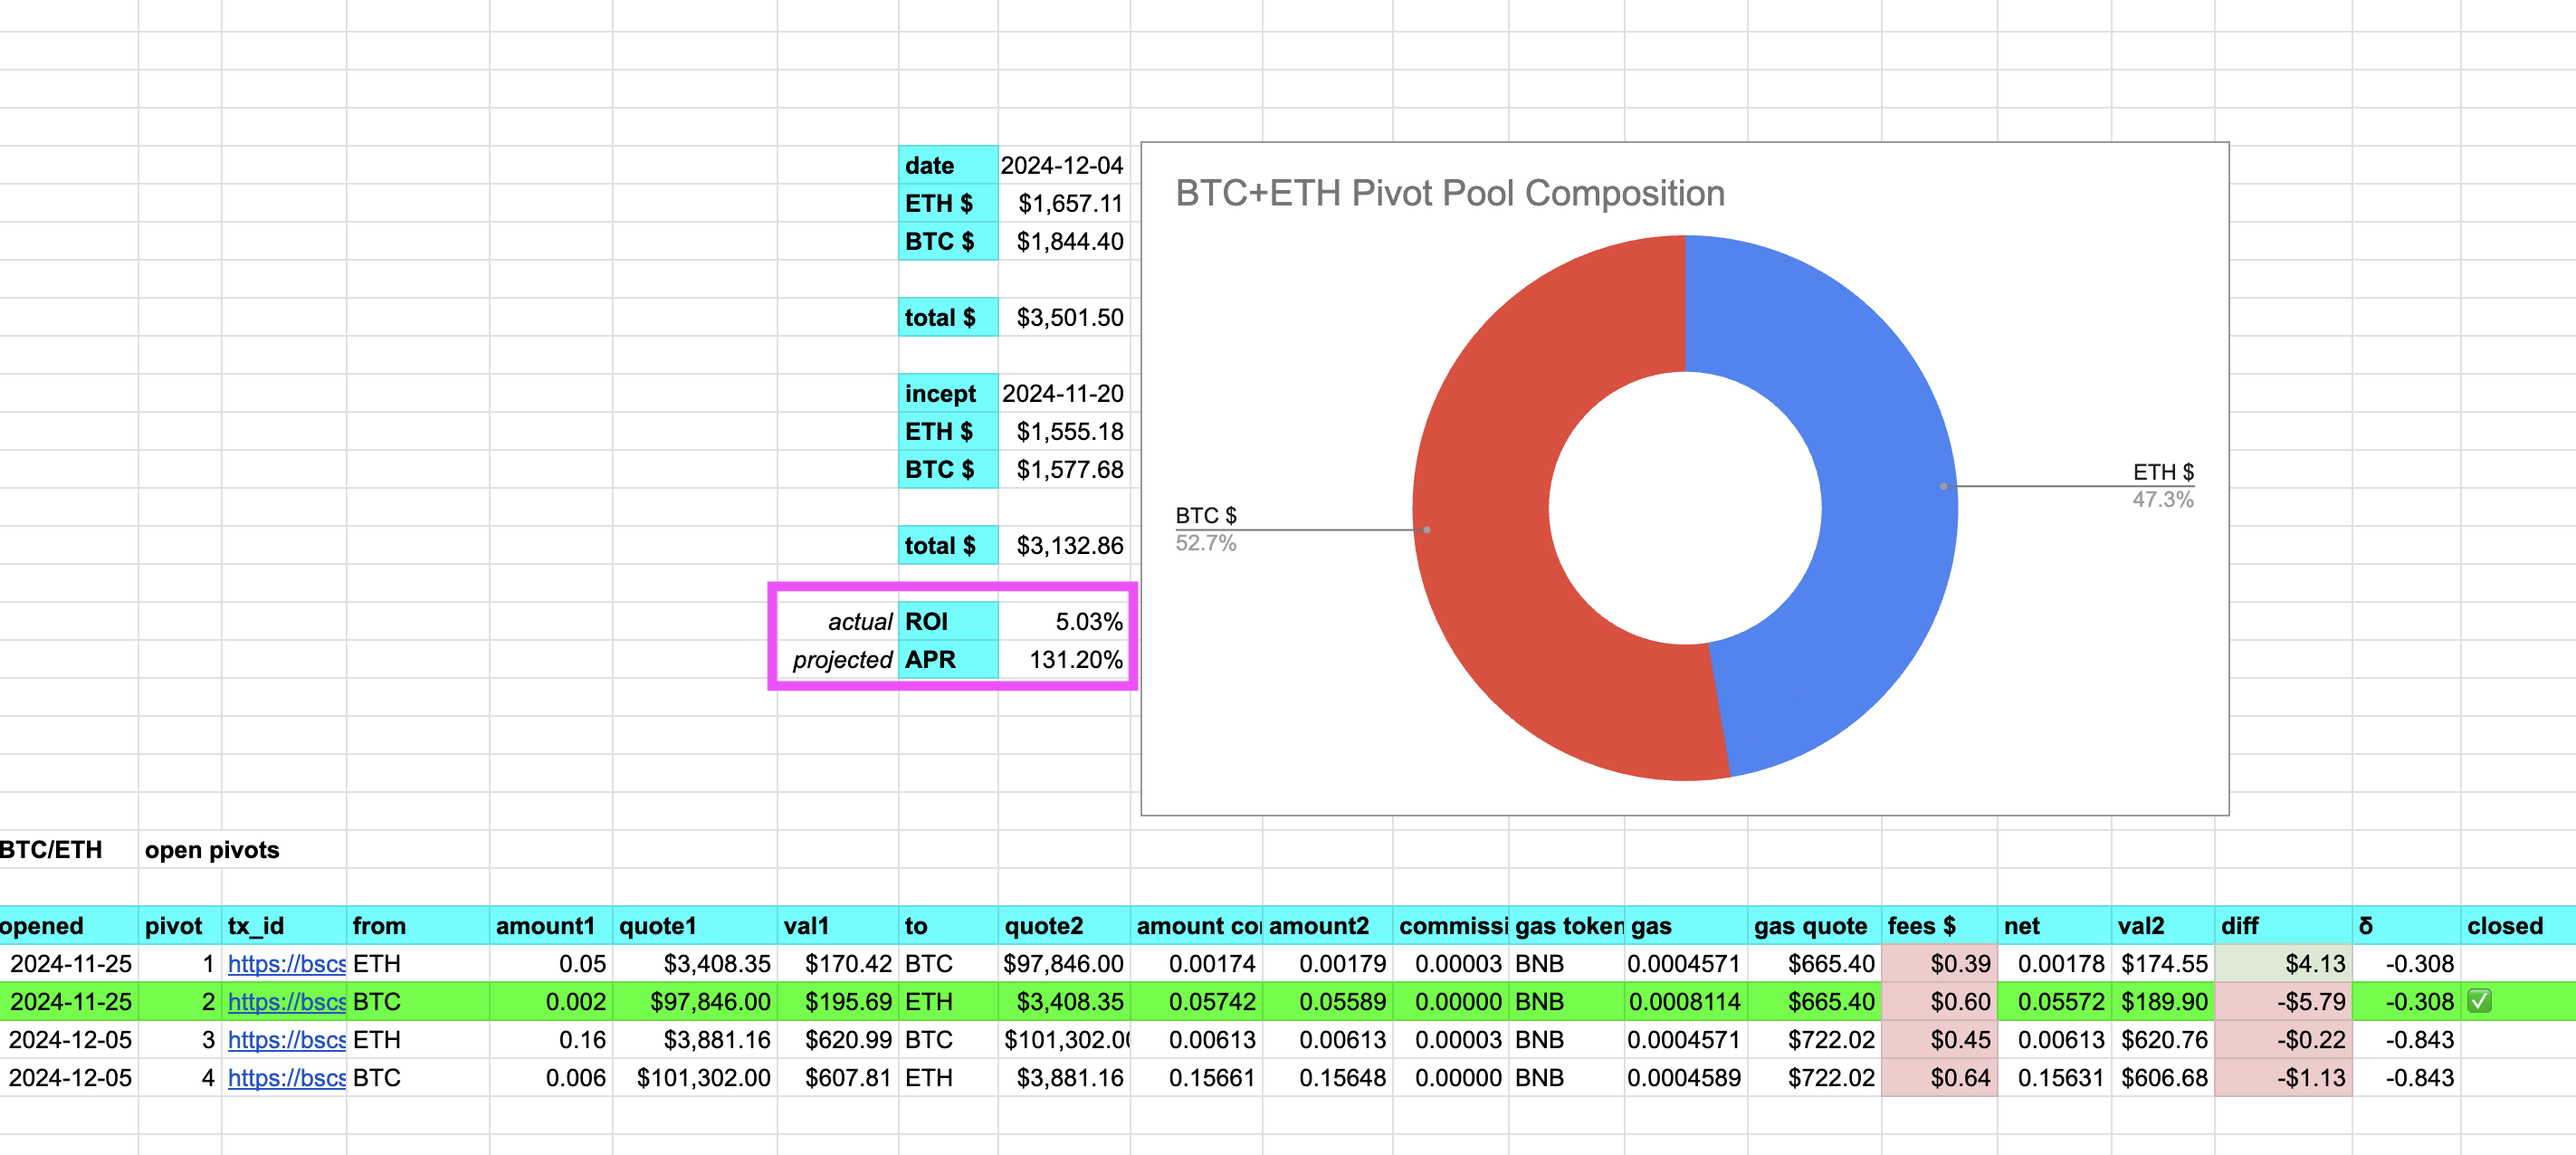 date 2024-12-04
ETH $ $1,657.11
BTC $ $1,844.40
total $ $3,501.50
incept 2024-11-20
ETH $ $1,555.18
BTC $ $1,577.68
total $ $3,132.86
actual ROI 5.03%
projected APR 131.20%
BTC+ETH Pivot Pool Composition
ETH $
47.3%
BTC $
52.7%
BTC/ETH open pivots
opened pivot tx_id from amount1 quote1 val1 to quote2 amount co amount2 commissi gas token gas gas quote fees $ net val2 diff δ closed
2024-11-25 1 https://bscs ETH 0.05 $3,408.35 $170.42 BTC $97,846.00 0.00174 0.00179 0.00003 BNB 0.0004571 $665.40 $0.39 0.00178 $174.55 $4.13 -0.308
2024-11-25 2 https://bscs BTC 0.002 $97,846.00 $195.69 ETH $3,408.35 0.05742 0.05589 0.00000 BNB 0.0008114 $665.40 $0.60 0.05572 $189.90 -$5.79 -0.308 ✅
2024-12-05 3 https://bscs ETH 0.16 $3,881.16 $620.99 BTC $101,302.00 0.00613 0.00613 0.00003 BNB 0.0004571 $722.02 $0.45 0.00613 $620.76 -$0.22 -0.843
2024-12-05 4 https://bscs BTC 0.006 $101,302.00 $607.81 ETH $3,881.16 0.15661 0.15648 0.00000 BNB 0.0004589 $722.02 $0.64 0.15631 $606.68 -$1.13 -0.843